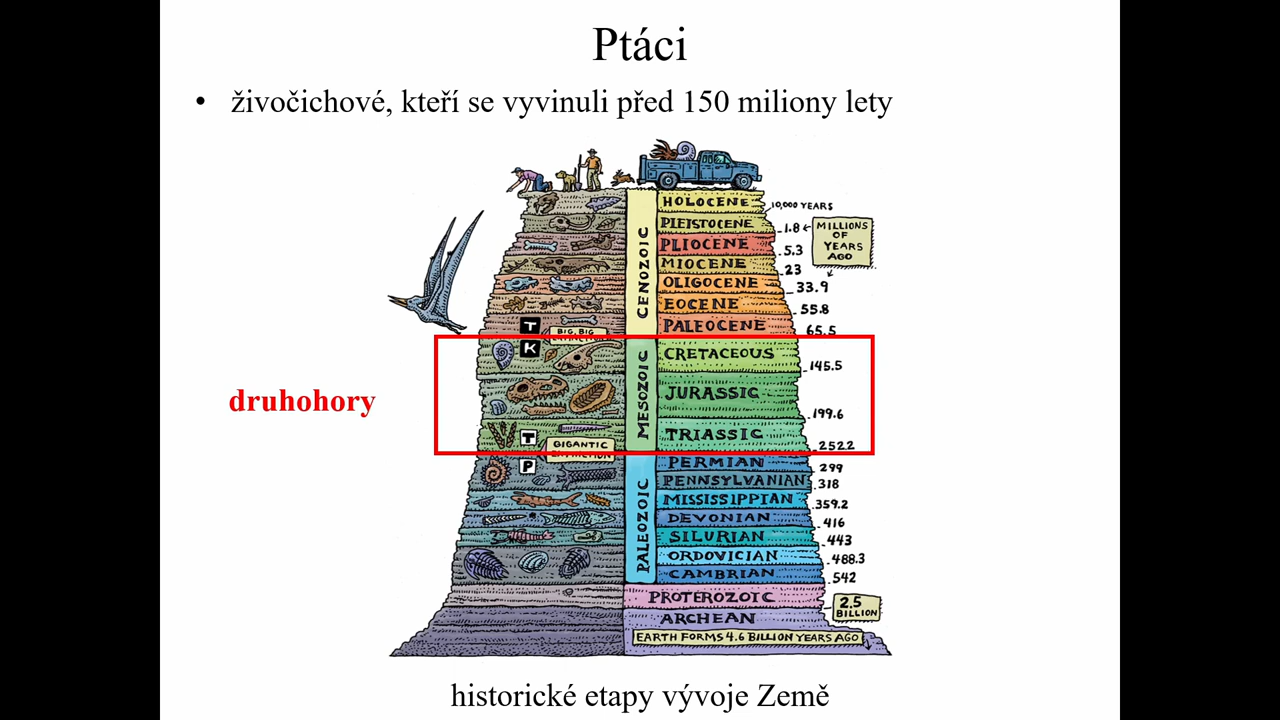 Ptáci
• živočichové, kteří se vyvinuli před 150 miliony lety
HOLOCENE 10,000 YEARS
PLEISTOCENE 1.8 MILLIONS OF YEARS AGO
PLIOCENE 5.3
MIOCENE 23
OLIGOCENE 33.9
EOCENE 55.8
PALEOCENE 65.5
CENOZOIC
T
BIG, BIG EXTINCTION
K
CRETACEOUS 145.5
JURASSIC 199.6
TRIASSIC 252.2
MESOZOIC
druhohory
T
GIGANTIC EXTINCTION
P
PERMIAN 299
PENNSYLVANIAN 318
MISSISSIPPIAN 359.2
DEVONIAN 416
SILURIAN 443
ORDOVICIAN 488.3
CAMBRIAN 542
PALEOZOIC
PROTEROZOIC 2.5 BILLION
ARCHEAN
EARTH FORMS 4.6 BILLION YEARS AGO
historické etapy vývoje Země